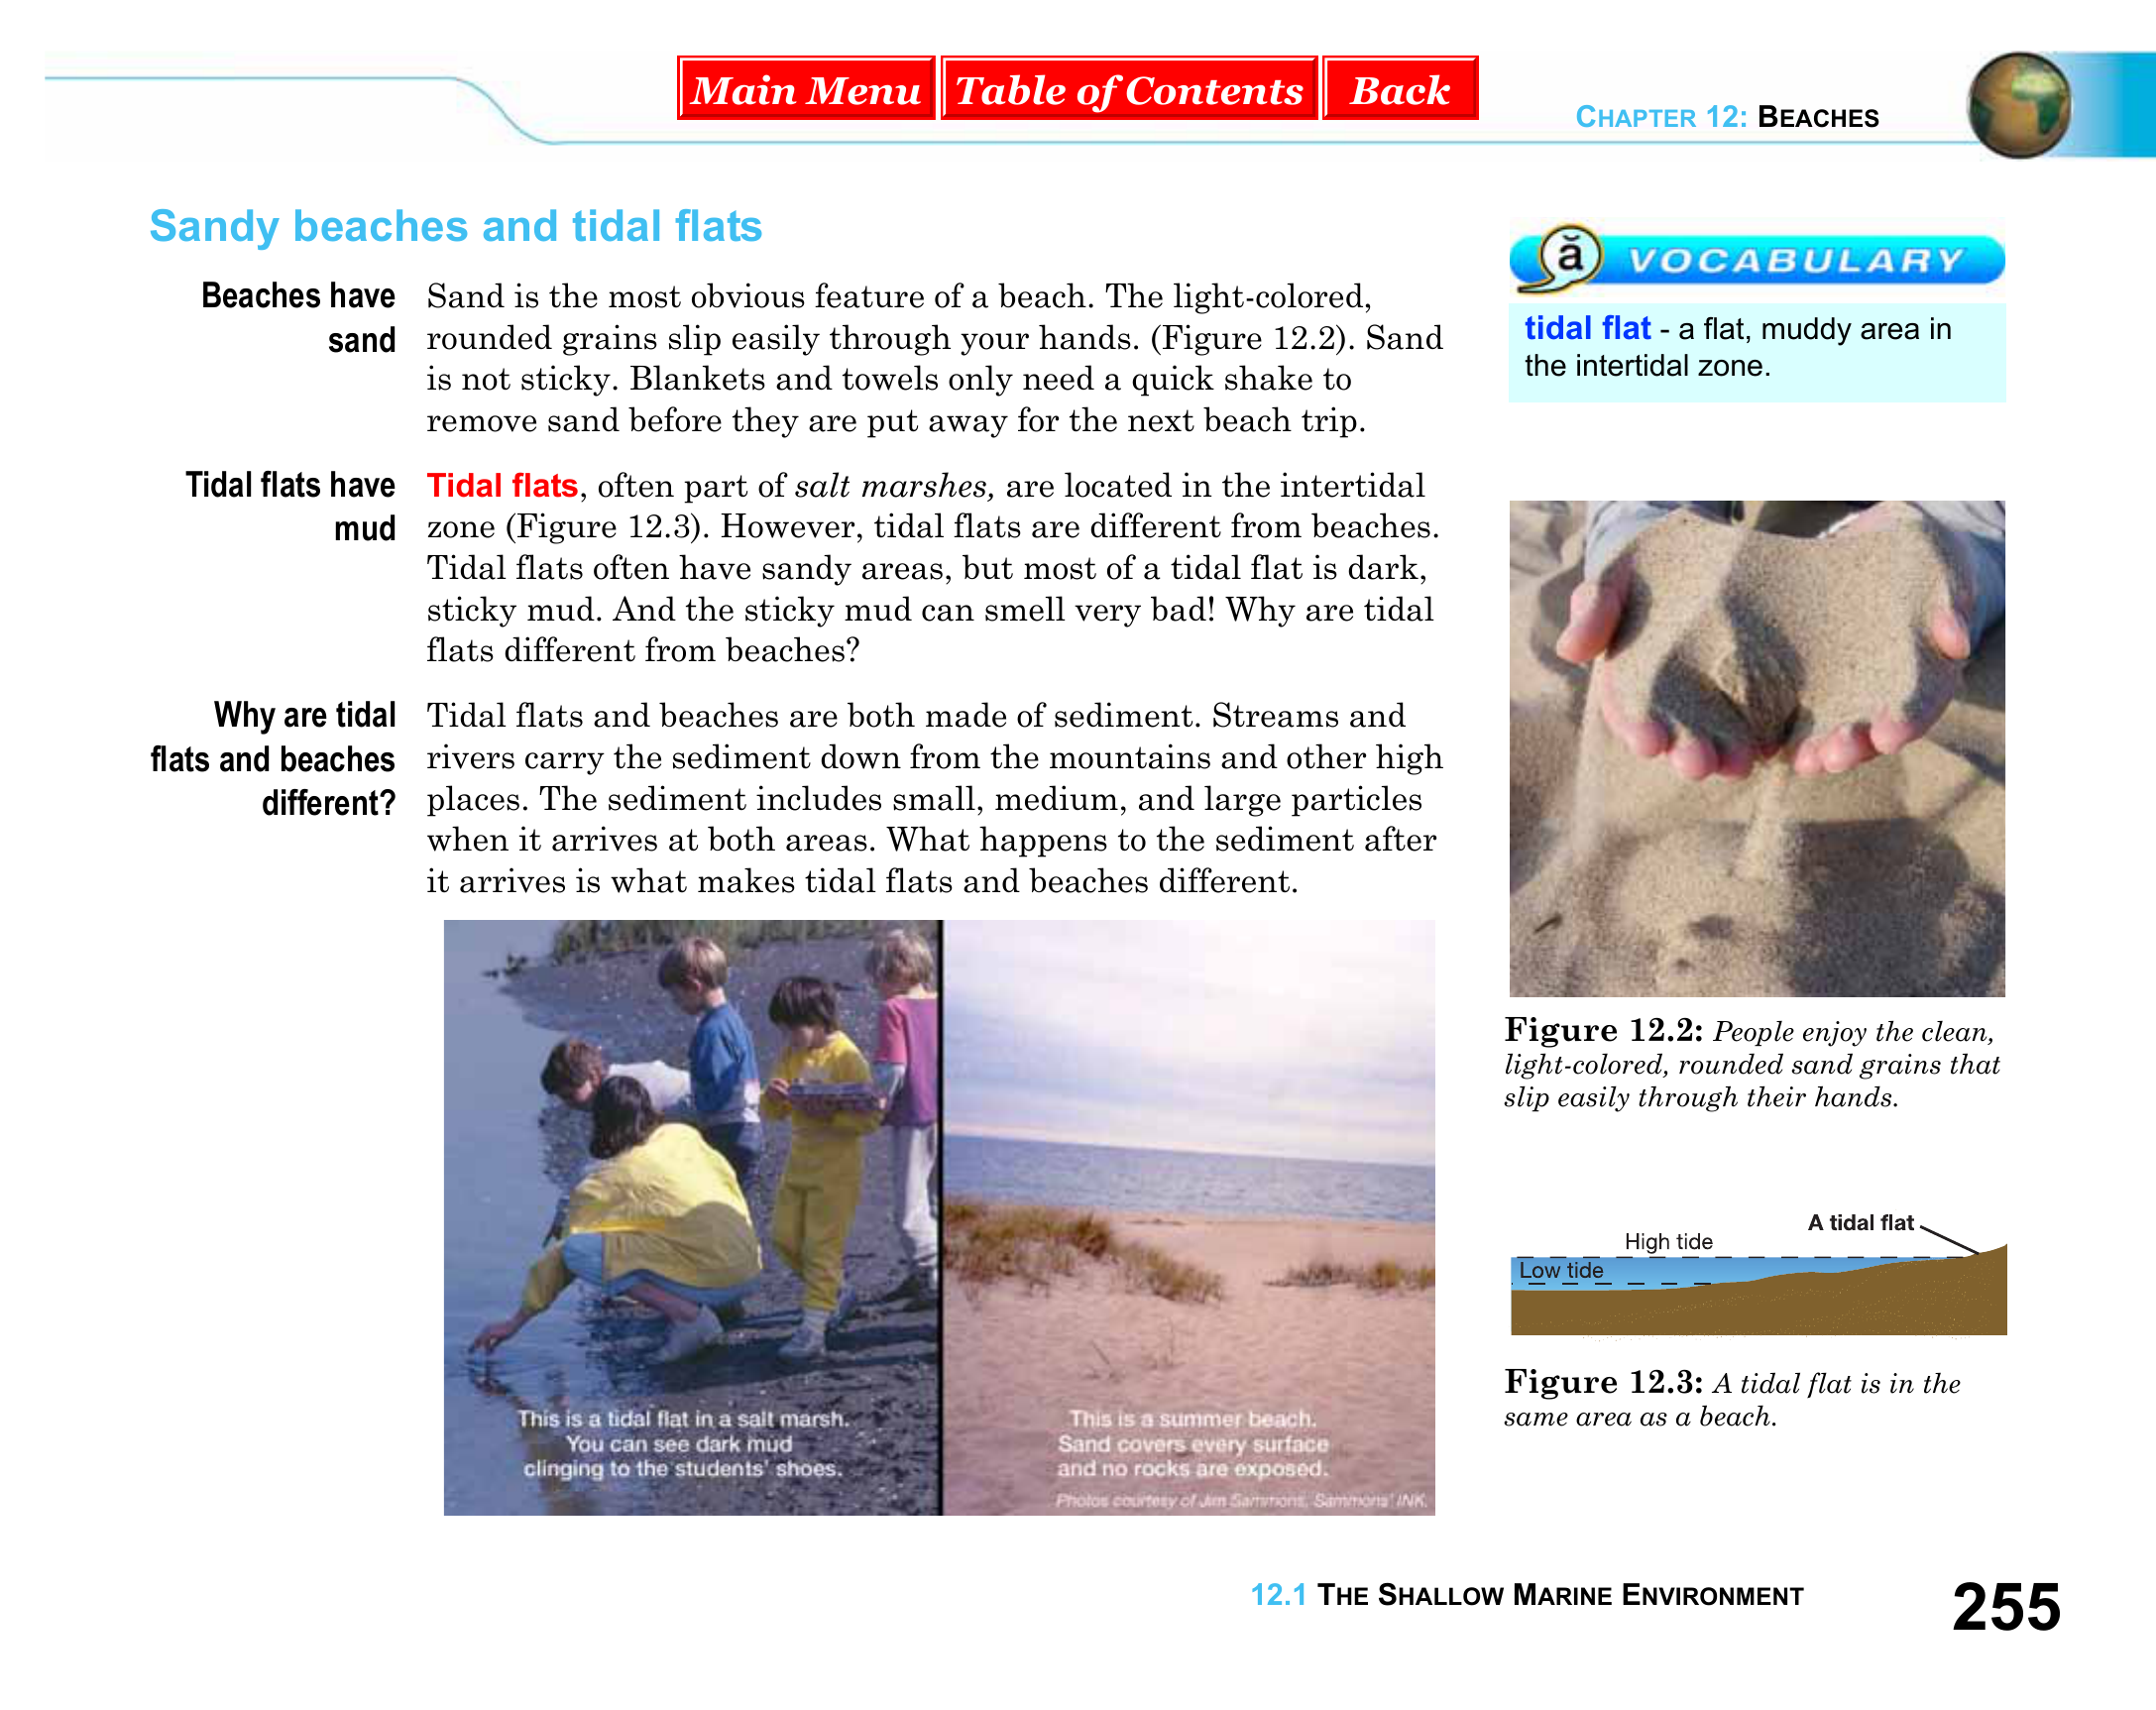 Main Menu
Table of Contents
Back
CHAPTER 12: BEACHES
Sandy beaches and tidal flats
Beaches have
sand
Sand is the most obvious feature of a beach. The light-colored,
rounded grains slip easily through your hands. (Figure 12.2). Sand
is not sticky. Blankets and towels only need a quick shake to
remove sand before they are put away for the next beach trip.
Tidal flats have
mud
Tidal flats, often part of salt marshes, are located in the intertidal
zone (Figure 12.3). However, tidal flats are different from beaches.
Tidal flats often have sandy areas, but most of a tidal flat is dark,
sticky mud. And the sticky mud can smell very bad! Why are tidal
flats different from beaches?
Why are tidal
flats and beaches
different?
Tidal flats and beaches are both made of sediment. Streams and
rivers carry the sediment down from the mountains and other high
places. The sediment includes small, medium, and large particles
when it arrives at both areas. What happens to the sediment after
it arrives is what makes tidal flats and beaches different.
This is a tidal flat in a salt marsh.
You can see dark mud
clinging to the students' shoes.
This is a summer beach.
Sand covers every surface
and no rocks are exposed.
Photos courtesy of Jim Sammons, Sammons' INK.
ă VOCABULARY
tidal flat - a flat, muddy area in
the intertidal zone.
Figure 12.2: People enjoy the clean,
light-colored, rounded sand grains that
slip easily through their hands.
A tidal flat
High tide
Low tide
Figure 12.3: A tidal flat is in the
same area as a beach.
12.1 THE SHALLOW MARINE ENVIRONMENT
255